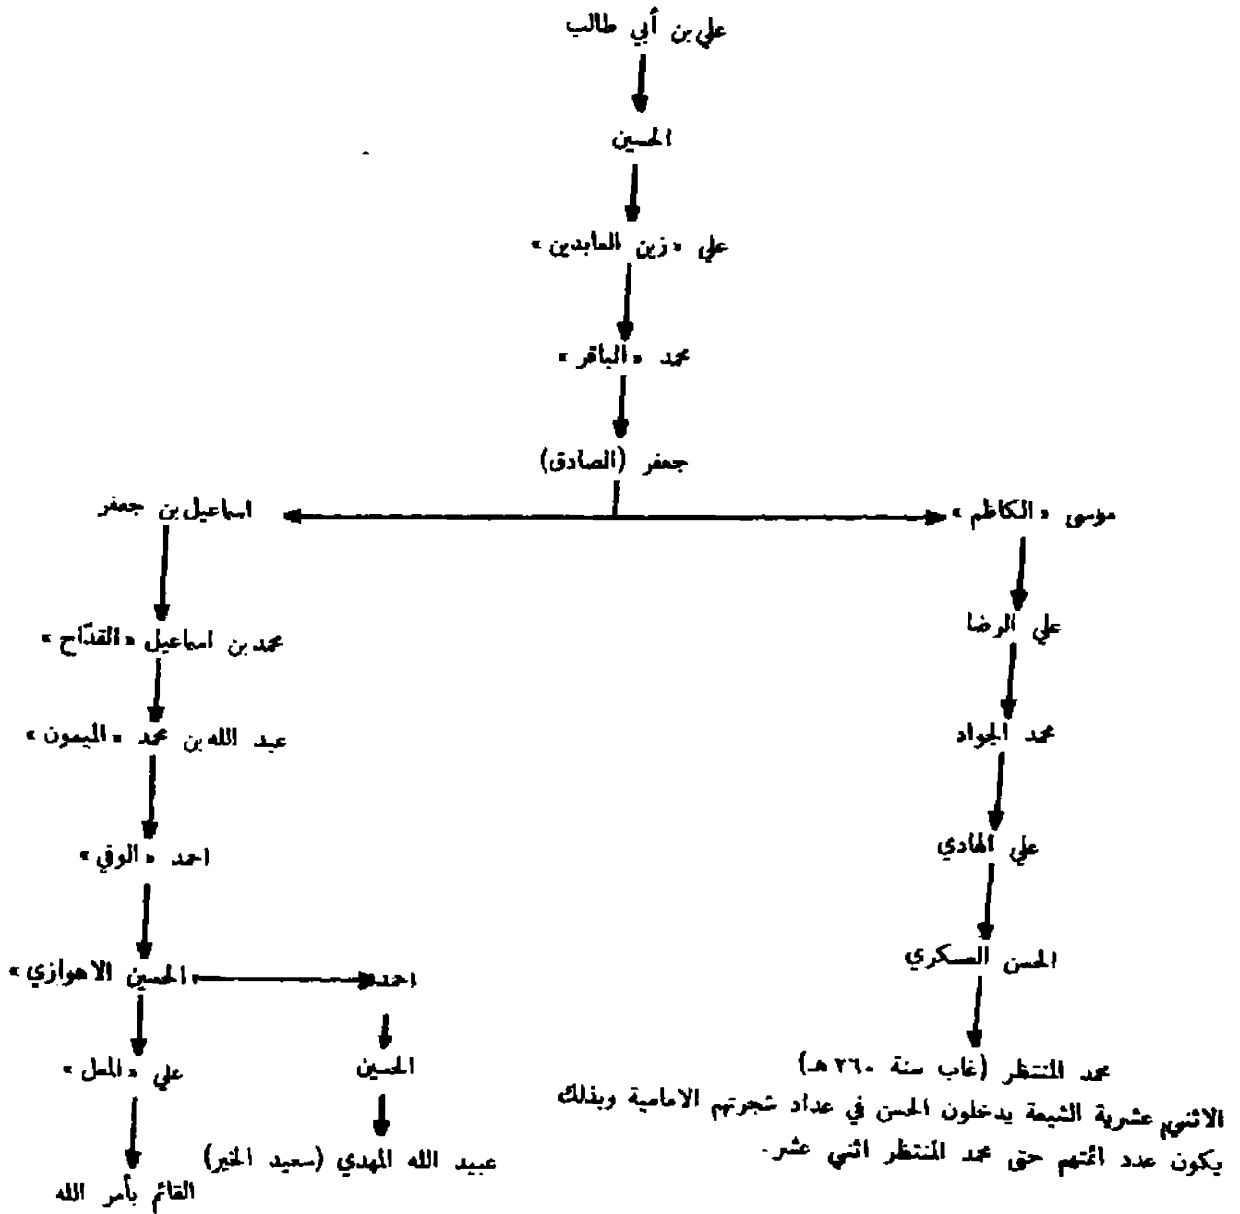 علي بن أبي طالب
الحسين
علي «زين العابدين»
محمد «الباقر»
جعفر (الصادق)
موسى «الكاظم»
اسماعيل بن جعفر
علي الرضا
محمد بن اسماعيل «القدّاح»
محمد الجواد
عبد الله بن محمد «الميمون»
علي الهادي
احمد «الوفي»
الحسن العسكري
احمد
الحسين الاهوازي»
محمد المنتظر (غاب سنة ٢٦٠ هـ)
الحسين
علي «المعل»
الاثني عشرية الشيعة يدخلون الحسن في عداد شجرتهم الامامية وبذلك
يكون عدد ائمتهم حتى محمد المنتظر اثني عشر.
عبيد الله المهدي (سعيد الخير)
القائم بأمر الله